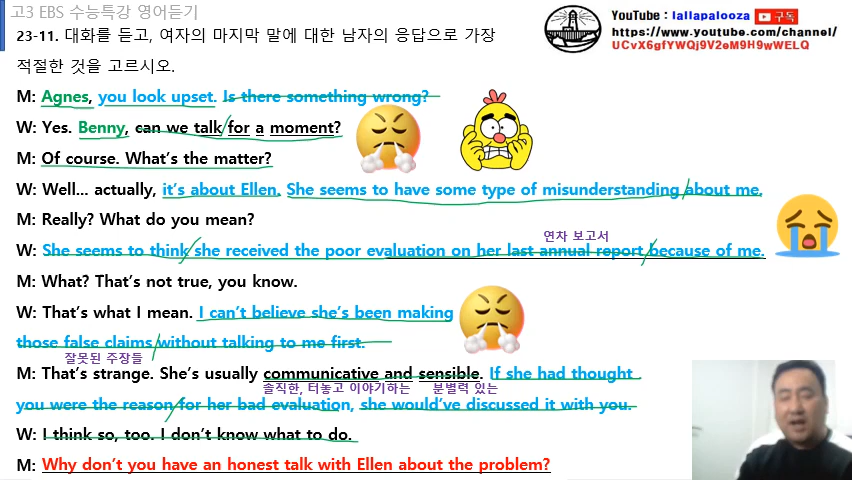 고3 EBS 수능특강 영어듣기
YouTube : lallapalooza 구독
https://www.youtube.com/channel/
UCvX6gfYWQj9V2eM9H9wWELQ
23-11. 대화를 듣고, 여자의 마지막 말에 대한 남자의 응답으로 가장
적절한 것을 고르시오.
M: Agnes, you look upset. Is there something wrong?
W: Yes. Benny, can we talk for a moment?
M: Of course. What's the matter?
W: Well... actually, it's about Ellen. She seems to have some type of misunderstanding about me.
M: Really? What do you mean?
연차 보고서
W: She seems to think she received the poor evaluation on her last annual report because of me.
M: What? That's not true, you know.
W: That's what I mean. I can't believe she's been making
those false claims without talking to me first.
잘못된 주장들
M: That's strange. She's usually communicative and sensible. If she had thought
솔직한, 터놓고 이야기하는 분별력 있는
you were the reason for her bad evaluation, she would've discussed it with you.
W: I think so, too. I don't know what to do.
M: Why don't you have an honest talk with Ellen about the problem?